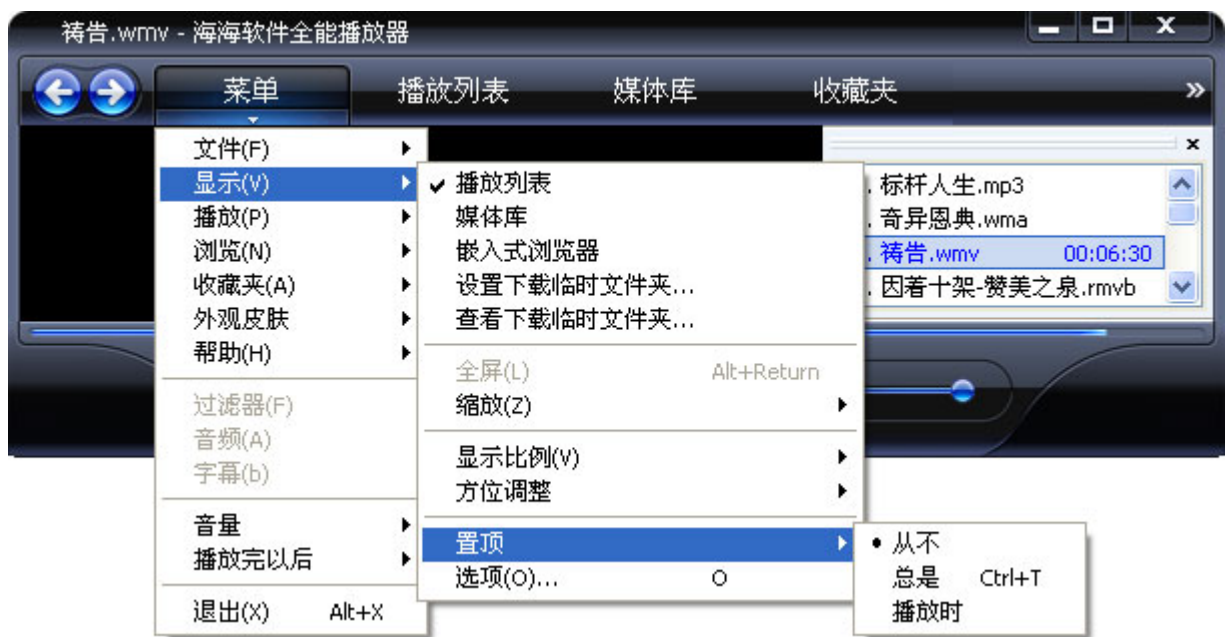 祷告.wmv - 海海软件全能播放器
菜单 播放列表 媒体库 收藏夹 »
文件(F)
显示(V)
播放(P)
浏览(N)
收藏夹(A)
外观皮肤
帮助(H)
过滤器(F)
音频(A)
字幕(b)
音量
播放完以后
退出(X) Alt+X
播放列表
媒体库
嵌入式浏览器
设置下载临时文件夹...
查看下载临时文件夹...
全屏(L) Alt+Return
缩放(Z)
显示比例(V)
方位调整
置顶
选项(O)... O
从不
总是 Ctrl+T
播放时
. 标杆人生.mp3
. 奇异恩典.wma
. 祷告.wmv 00:06:30
. 因着十架-赞美之泉.rmvb